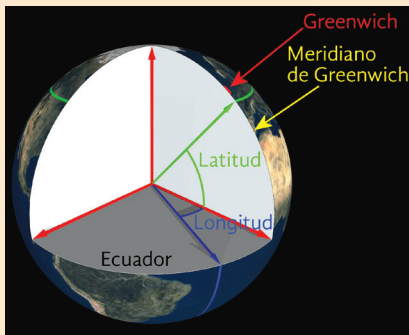 Greenwich
Meridiano
de Greenwich
Latitud
Longitud
Ecuador